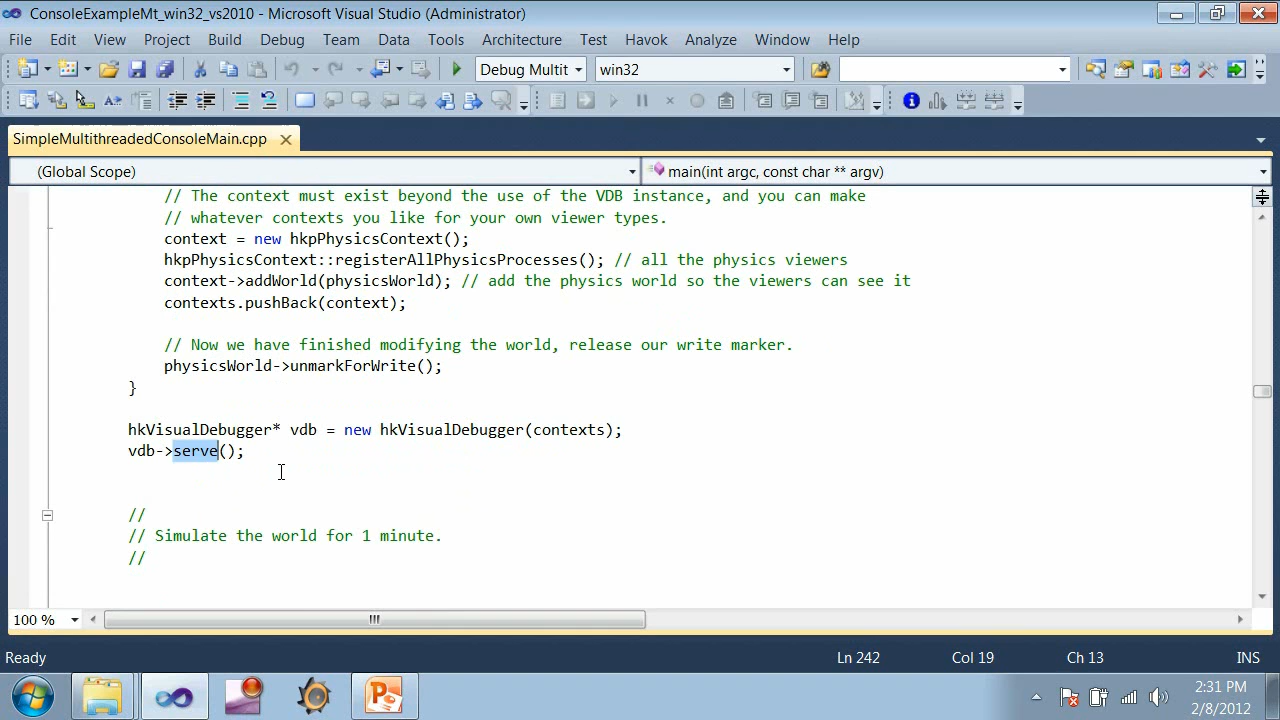 ConsoleExampleMt_win32_vs2010 - Microsoft Visual Studio (Administrator)
File Edit View Project Build Debug Team Data Tools Architecture Test Havok Analyze Window Help
Debug Multit win32
SimpleMultithreadedConsoleMain.cpp
(Global Scope) main(int argc, const char ** argv)
// The context must exist beyond the use of the VDB instance, and you can make
// whatever contexts you like for your own viewer types.
context = new hkpPhysicsContext();
hkpPhysicsContext::registerAllPhysicsProcesses(); // all the physics viewers
context->addWorld(physicsWorld); // add the physics world so the viewers can see it
contexts.pushBack(context);
// Now we have finished modifying the world, release our write marker.
physicsWorld->unmarkForWrite();
}
hkVisualDebugger* vdb = new hkVisualDebugger(contexts);
vdb->serve();
//
// Simulate the world for 1 minute.
//
100 %
Ready Ln 242 Col 19 Ch 13 INS
2:31 PM
2/8/2012